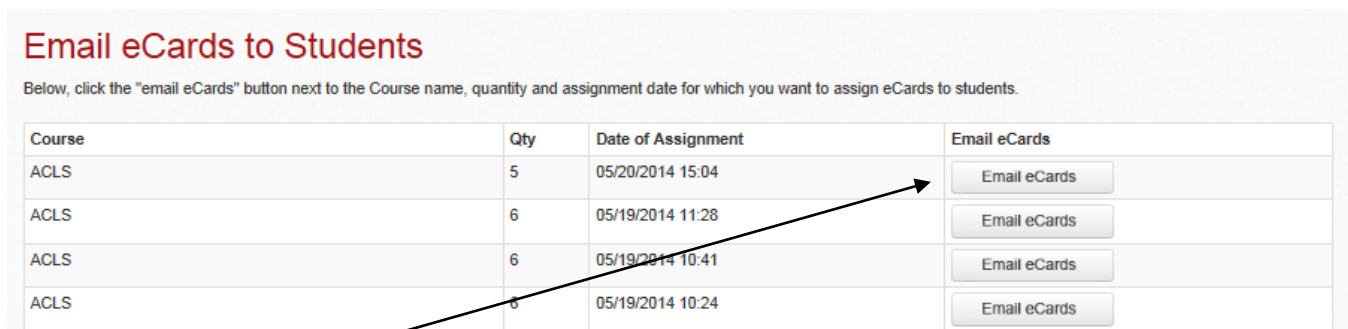 Email eCards to Students
Below, click the "email eCards" button next to the Course name, quantity and assignment date for which you want to assign eCards to students.
Course Qty Date of Assignment Email eCards
ACLS 5 05/20/2014 15:04 Email eCards
ACLS 6 05/19/2014 11:28 Email eCards
ACLS 6 05/19/2014 10:41 Email eCards
ACLS 6 05/19/2014 10:24 Email eCards